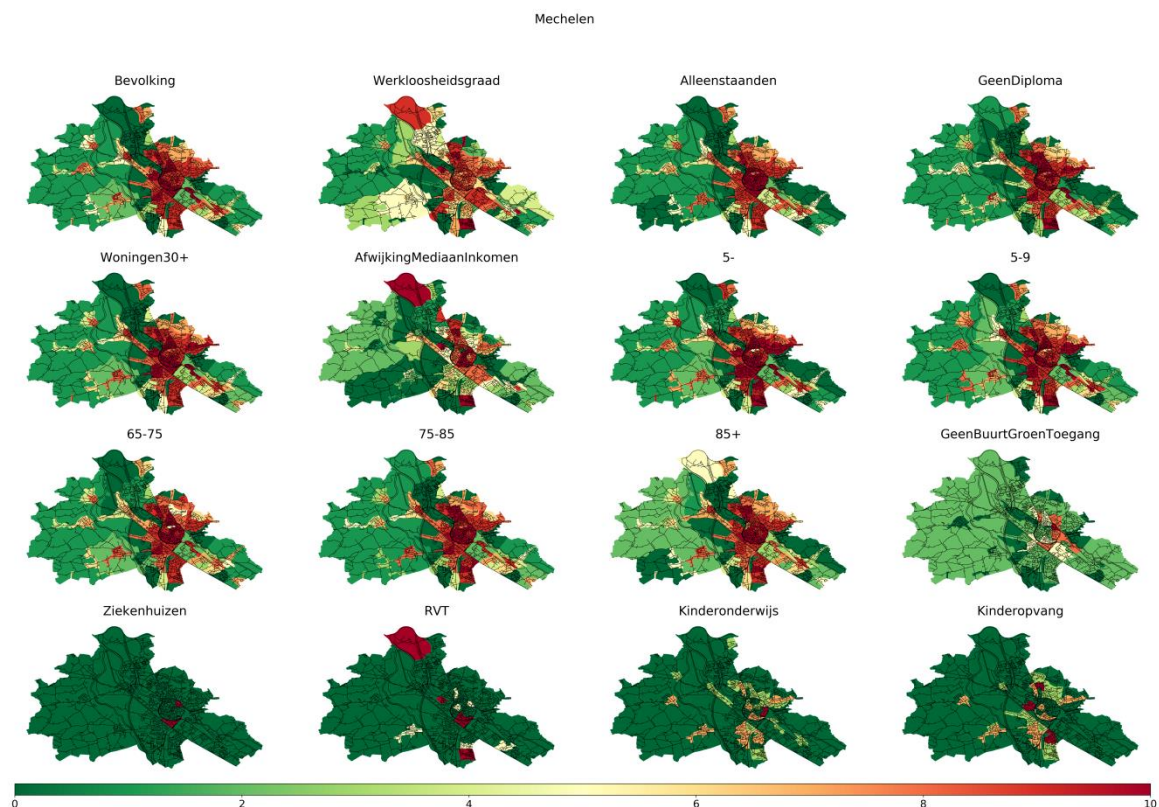 Mechelen
Bevolking Werkloosheidsgraad Alleenstaanden GeenDiploma
Woningen30+ AfwijkingMediaanInkomen 5- 5-9
65-75 75-85 85+ GeenBuurtGroenToegang
Ziekenhuizen RVT Kinderonderwijs Kinderopvang
0 2 4 6 8 10